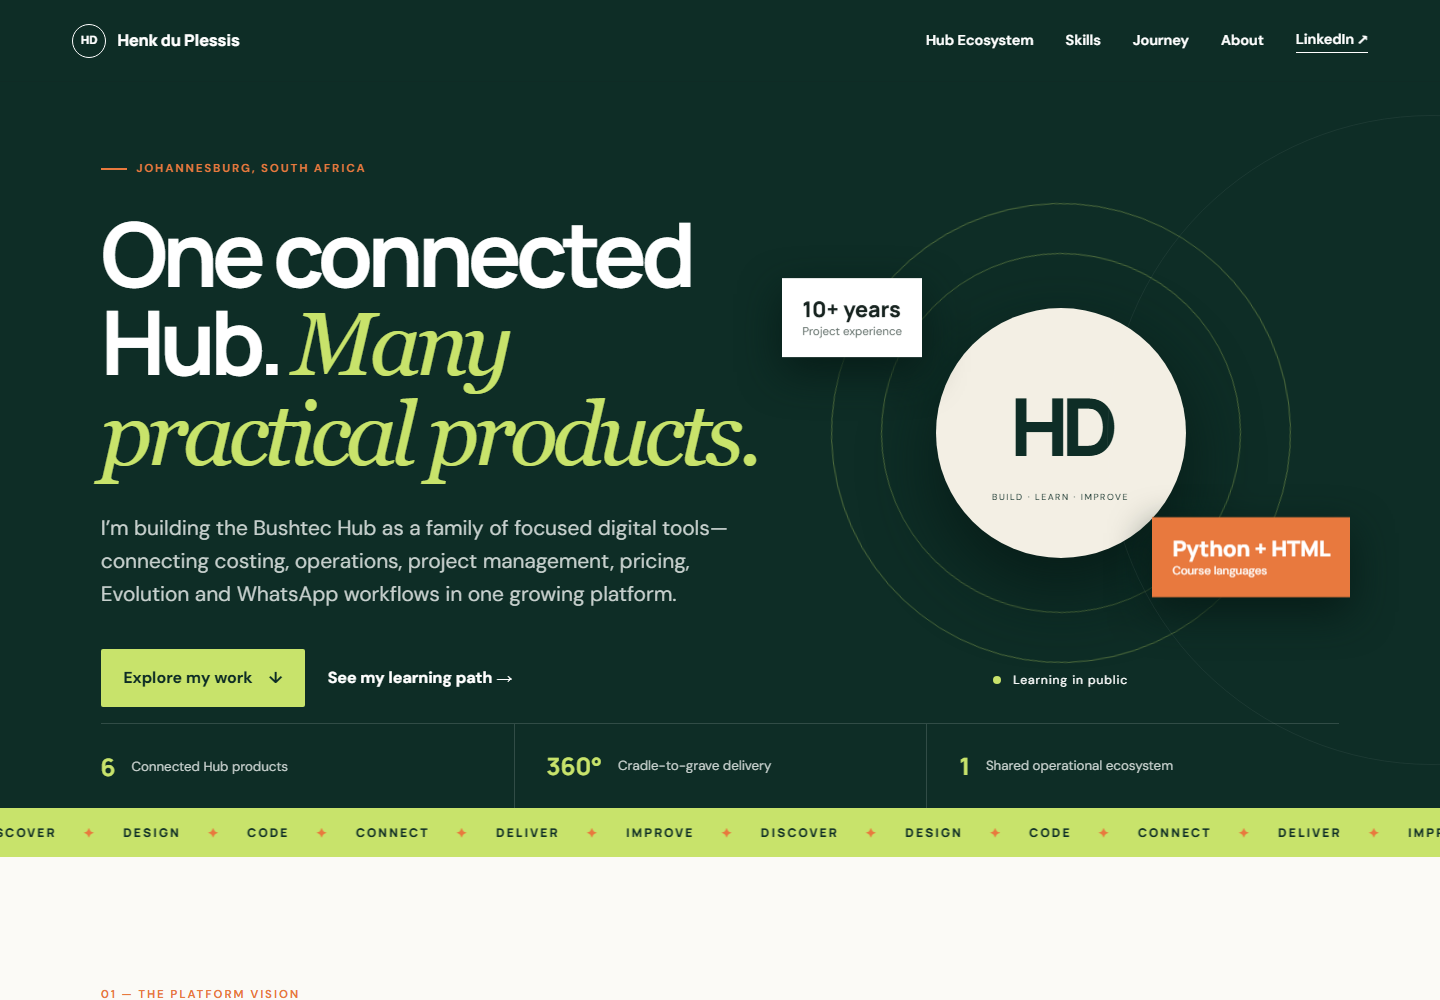 HD Henk du Plessis
Hub Ecosystem Skills Journey About LinkedIn ↗
JOHANNESBURG, SOUTH AFRICA
One connected
Hub. Many
practical products.
I’m building the Bushtec Hub as a family of focused digital tools—
connecting costing, operations, project management, pricing,
Evolution and WhatsApp workflows in one growing platform.
Explore my work ↓ See my learning path →
10+ years
Project experience
HD
BUILD · LEARN · IMPROVE
Python + HTML
Course languages
Learning in public
6 Connected Hub products
360° Cradle-to-grave delivery
1 Shared operational ecosystem
SCOVER ✦ DESIGN ✦ CODE ✦ CONNECT ✦ DELIVER ✦ IMPROVE ✦ DISCOVER ✦ DESIGN ✦ CODE ✦ CONNECT ✦ DELIVER ✦ IMPR
01 — THE PLATFORM VISION